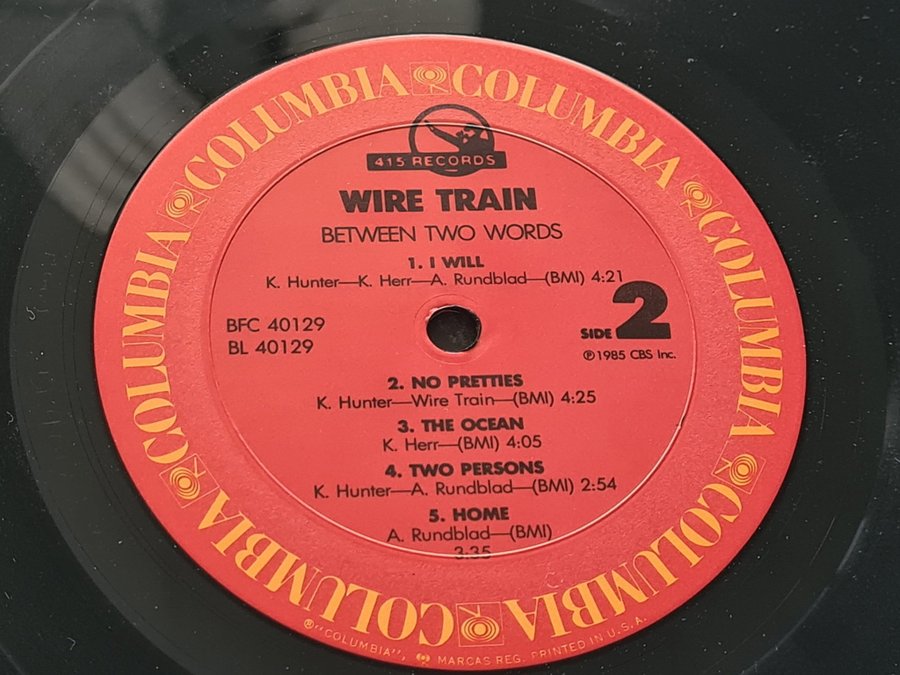 COLUMBIA COLUMBIA COLUMBIA COLUMBIA COLUMBIA COLUMBIA COLUMBIA COLUMBIA
415 RECORDS
WIRE TRAIN
BETWEEN TWO WORDS
1. I WILL
K. Hunter—K. Herr—A. Rundblad—(BMI) 4:21
BFC 40129
BL 40129
SIDE 2
℗1985 CBS Inc.
2. NO PRETTIES
K. Hunter—Wire Train—(BMI) 4:25
3. THE OCEAN
K. Herr—(BMI) 4:05
4. TWO PERSONS
K. Hunter—A. Rundblad—(BMI) 2:54
5. HOME
A. Rundblad—(BMI)
3:35
®"COLUMBIA", MARCAS REG. PRINTED IN U.S.A.